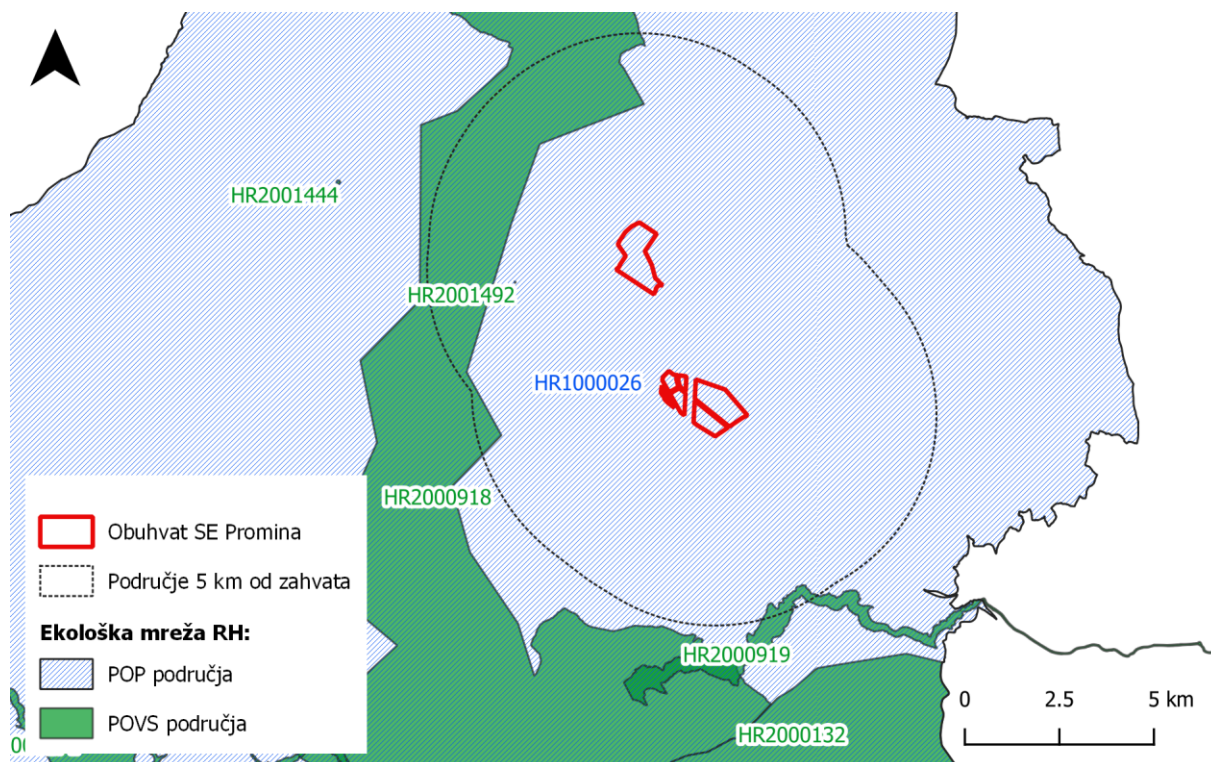 HR2001444
HR2001492
HR1000026
HR2000918
Obuhvat SE Promina
Područje 5 km od zahvata
Ekološka mreža RH:
POP područja
POVS područja
HR2000919
HR2000132
0 2.5 5 km